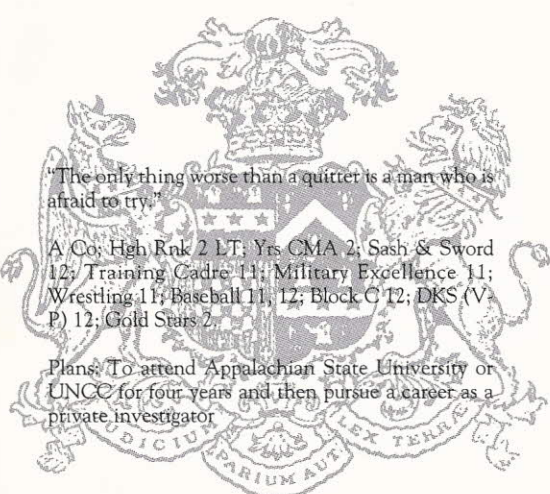 "The only thing worse than a quitter is a man who is
afraid to try."
A Co; Hgh Rnk 2 LT; Yrs CMA 2; Sash & Sword
12; Training Cadre 11; Military Excellence 11;
Wrestling 11; Baseball 11, 12; Block C 12; DKS (V-
P) 12; Gold Stars 2.
Plans: To attend Appalachian State University or
UNCC for four years and then pursue a career as a
private investigator
JUDICIUM
PARIUM AUT
LEX TERRAE